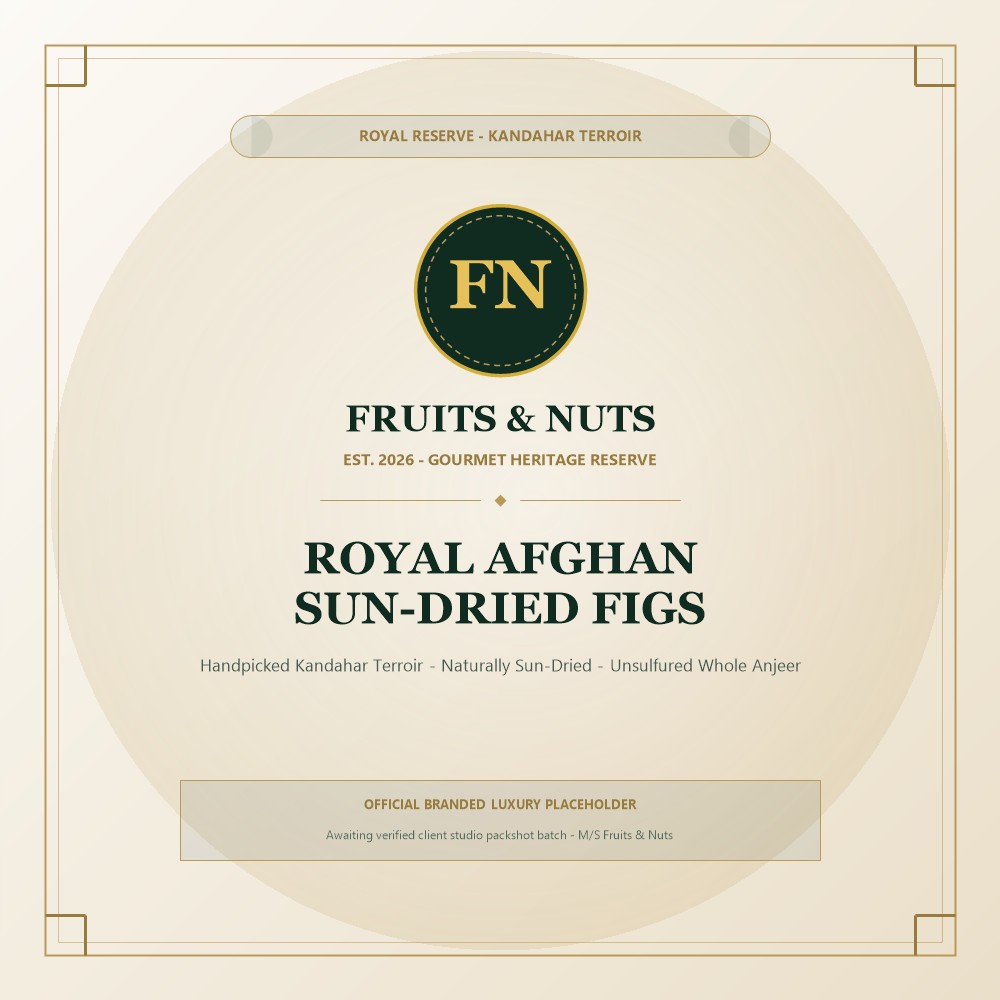 ROYAL RESERVE - KANDAHAR TERROIR
FN
FRUITS & NUTS
EST. 2026 - GOURMET HERITAGE RESERVE
ROYAL AFGHAN
SUN-DRIED FIGS
Handpicked Kandahar Terroir - Naturally Sun-Dried - Unsulfured Whole Anjeer
OFFICIAL BRANDED LUXURY PLACEHOLDER
Awaiting verified client studio packshot batch - M/S Fruits & Nuts